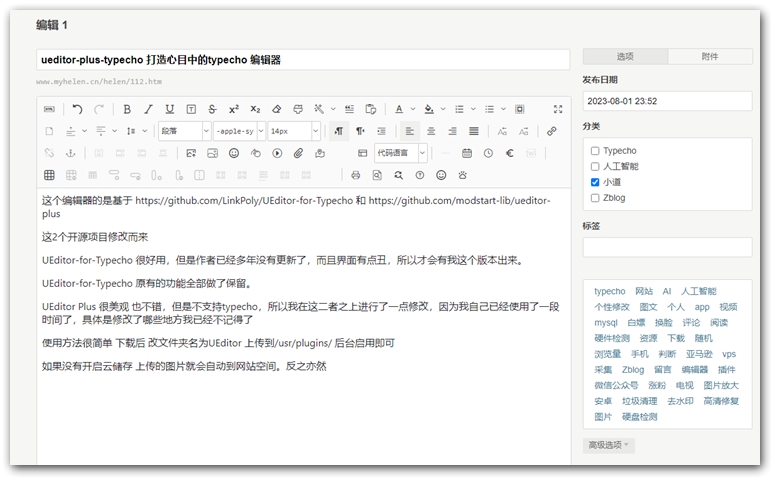 编辑 1
ueditor-plus-typecho 打造心目中的typecho 编辑器
www.myhelen.cn/helen/112.htm
HTML
段落
-apple-sy
14px
代码语言
这个编辑器的是基于 https://github.com/LinkPoly/UEditor-for-Typecho 和 https://github.com/modstart-lib/ueditor-
plus
这2个开源项目修改而来
UEditor-for-Typecho 很好用，但是作者已经多年没有更新了，而且界面有点丑，所以才会有我这个版本出来。
UEditor-for-Typecho 原有的功能全部做了保留。
UEditor Plus 很美观 也不错，但是不支持typecho，所以我在这二者之上进行了一点修改，因为我自己已经使用了一段
时间了，具体是修改了哪些地方我已经不记得了
使用方法很简单 下载后 改文件夹名为UEditor 上传到/usr/plugins/ 后台启用即可
如果没有开启云储存 上传的图片就会自动到网站空间。反之亦然
选项
附件
发布日期
2023-08-01 23:52
分类
Typecho
人工智能
小道
Zblog
标签
typecho 网站 AI 人工智能
个性修改 图文 个人 app 视频
mysql 白嫖 换脸 评论 阅读
硬件检测 资源 下载 随机
浏览量 手机 判断 亚马逊 vps
采集 Zblog 留言 编辑器 插件
微信公众号 涨粉 电视 图片放大
安卓 垃圾清理 去水印 高清修复
图片 硬盘检测
高级选项